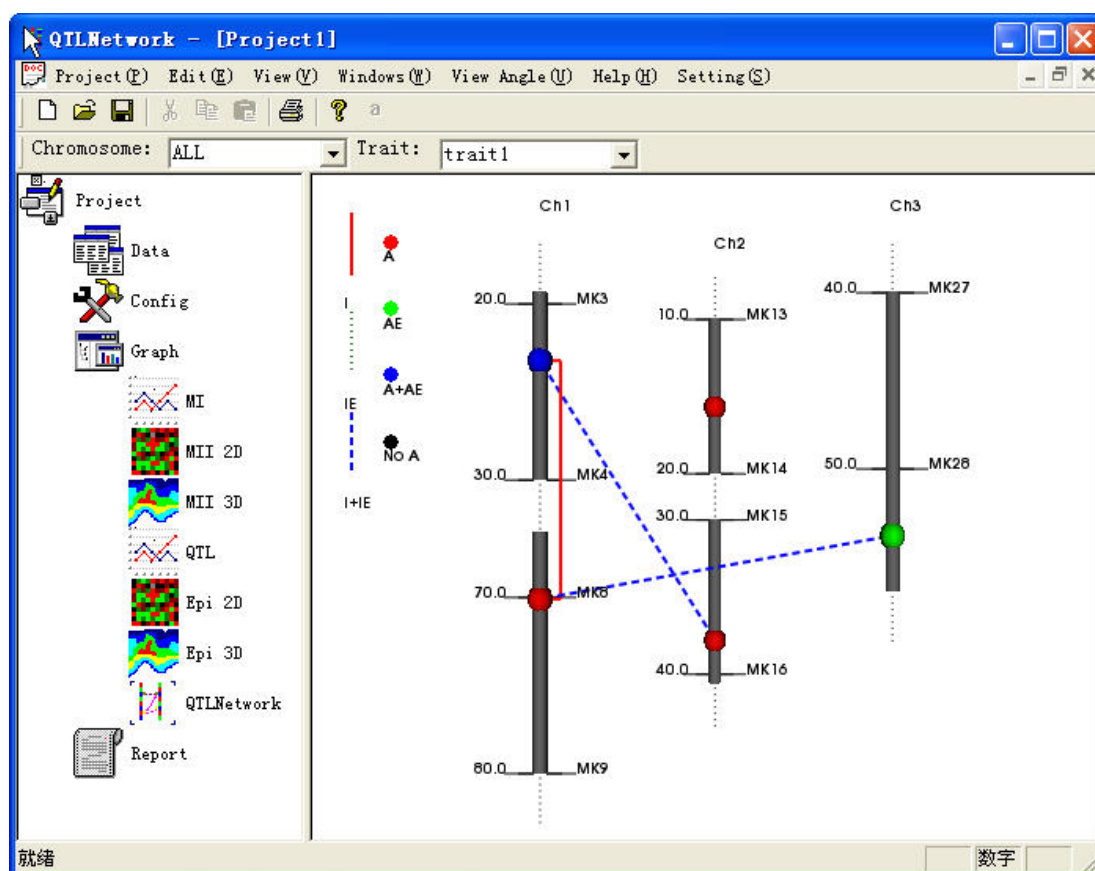 QTLNetwork - [Project1]
Project(P) Edit(E) View(V) Windows(W) View Angle(U) Help(H) Setting(S)
Chromosome: ALL Trait: trait1
Project
Data
Config
Graph
MI
MII 2D
MII 3D
QTL
Epi 2D
Epi 3D
QTLNetwork
Report
A
I
AE
A+AE
IE
No A
I+IE
Ch1
20.0 MK3
30.0 MK4
70.0 MK8
80.0 MK9
Ch2
10.0 MK13
20.0 MK14
30.0 MK15
40.0 MK16
Ch3
40.0 MK27
50.0 MK28
就绪
数字